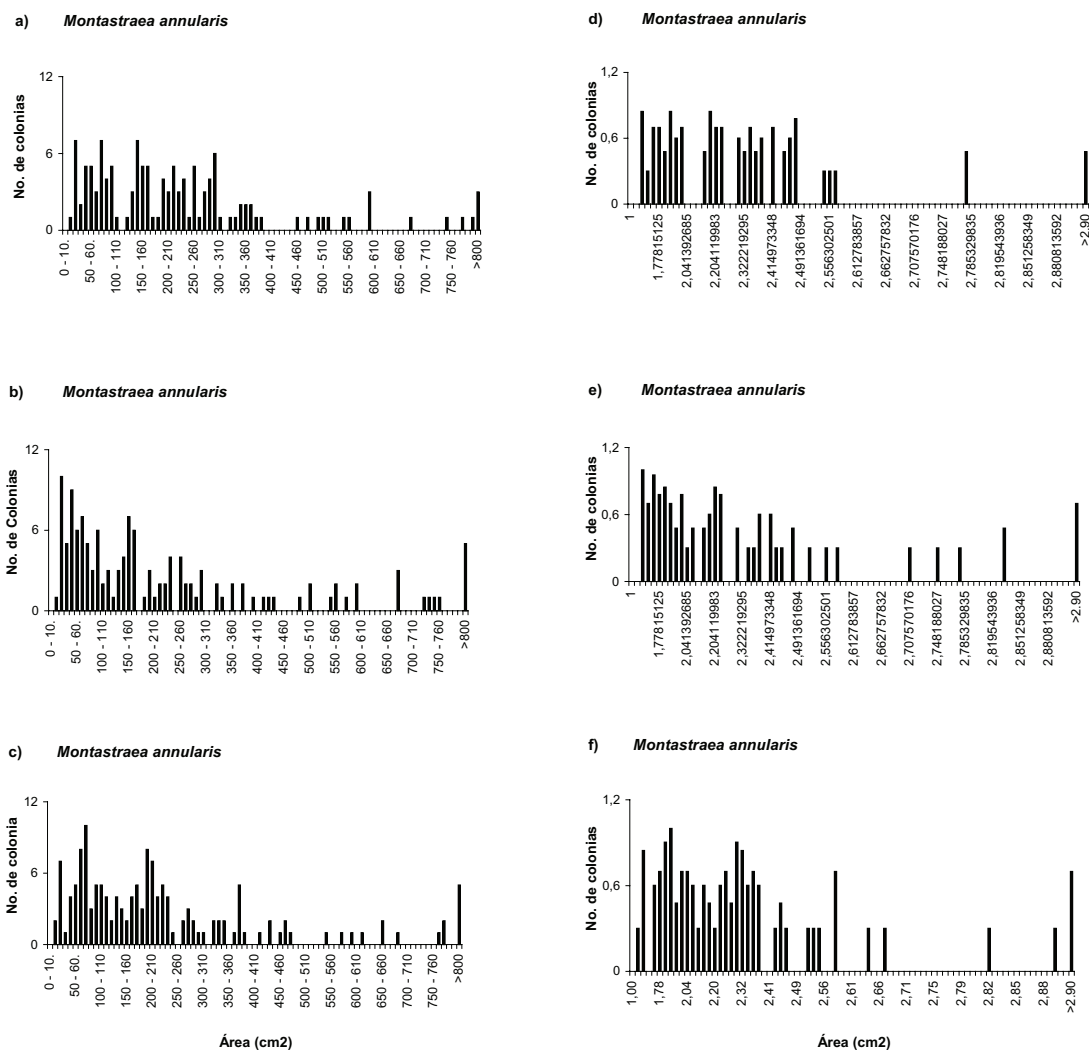 a) Montastraea annularis
No. de colonias
12
6
0
0 - 10.
50 - 60.
100 - 110
150 - 160
200 - 210
250 - 260
300 - 310
350 - 360
400 - 410
450 - 460
500 - 510
550 - 560
600 - 610
650 - 660
700 - 710
750 - 760
>800
b) Montastraea annularis
No. de Colonias
12
6
0
0 - 10.
50 - 60.
100 - 110
150 - 160
200 - 210
250 - 260
300 - 310
350 - 360
400 - 410
450 - 460
500 - 510
550 - 560
600 - 610
650 - 660
700 - 710
750 - 760
>800
c) Montastraea annularis
No. de colonia
12
6
0
0 - 10.
50 - 60.
100 - 110
150 - 160
200 - 210
250 - 260
300 - 310
350 - 360
400 - 410
450 - 460
500 - 510
550 - 560
600 - 610
650 - 660
700 - 710
750 - 760
>800
Área (cm2)
d) Montastraea annularis
No. de colonias
1,2
0,6
0
1
1,77815125
2,041392685
2,204119983
2,322219295
2,414973348
2,491361694
2,556302501
2,612783857
2,662757832
2,707570176
2,748188027
2,785329835
2,819543936
2,851258349
2,880813592
>2.90
e) Montastraea annularis
No. de colonias
1,2
0,6
0
1
1,77815125
2,041392685
2,204119983
2,322219295
2,414973348
2,491361694
2,556302501
2,612783857
2,662757832
2,707570176
2,748188027
2,785329835
2,819543936
2,851258349
2,880813592
>2.90
f) Montastraea annularis
No. de colonias
1,2
0,6
0
1,00
1,78
2,04
2,20
2,32
2,41
2,49
2,56
2,61
2,66
2,71
2,75
2,79
2,82
2,85
2,88
>2.90
Área (cm2)